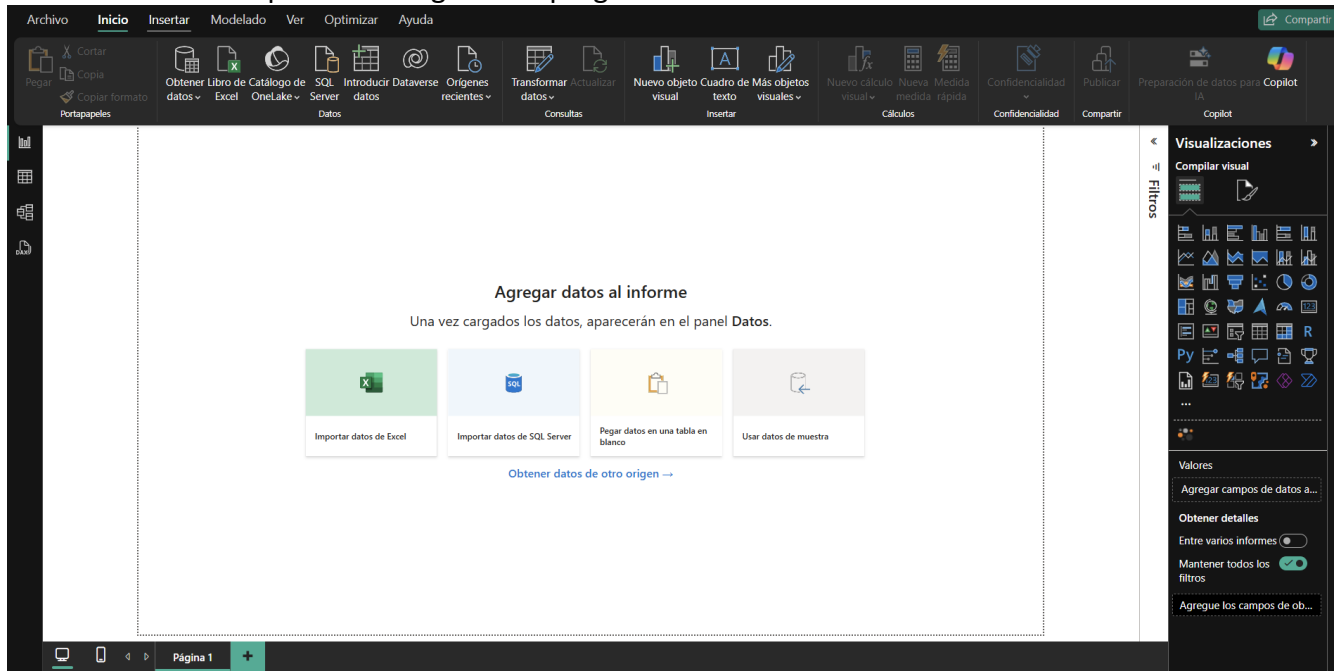 Archivo Inicio Insertar Modelado Ver Optimizar Ayuda
Compartir
Pegar
Cortar
Copia
Copiar formato
Portapapeles
Obtener datos
Libro de Excel
Catálogo de OneLake
SQL Server
Introducir datos
Dataverse
Orígenes recientes
Datos
Transformar datos
Actualizar
Consultas
Nuevo objeto visual
Cuadro de texto
Más objetos visuales
Insertar
Nuevo cálculo visual
Nueva medida
Medida rápida
Cálculos
Confidencialidad
Confidencialidad
Publicar
Compartir
Preparación de datos para IA
Copilot
Copilot
DAX
Filtros
Agregar datos al informe
Una vez cargados los datos, aparecerán en el panel Datos.
SQL
Importar datos de Excel
Importar datos de SQL Server
Pegar datos en una tabla en blanco
Usar datos de muestra
Obtener datos de otro origen →
Visualizaciones
Compilar visual
123
R
Py
123
...
Valores
Agregar campos de datos a...
Obtener detalles
Entre varios informes
Mantener todos los
filtros
Agregue los campos de ob...
Página 1 +